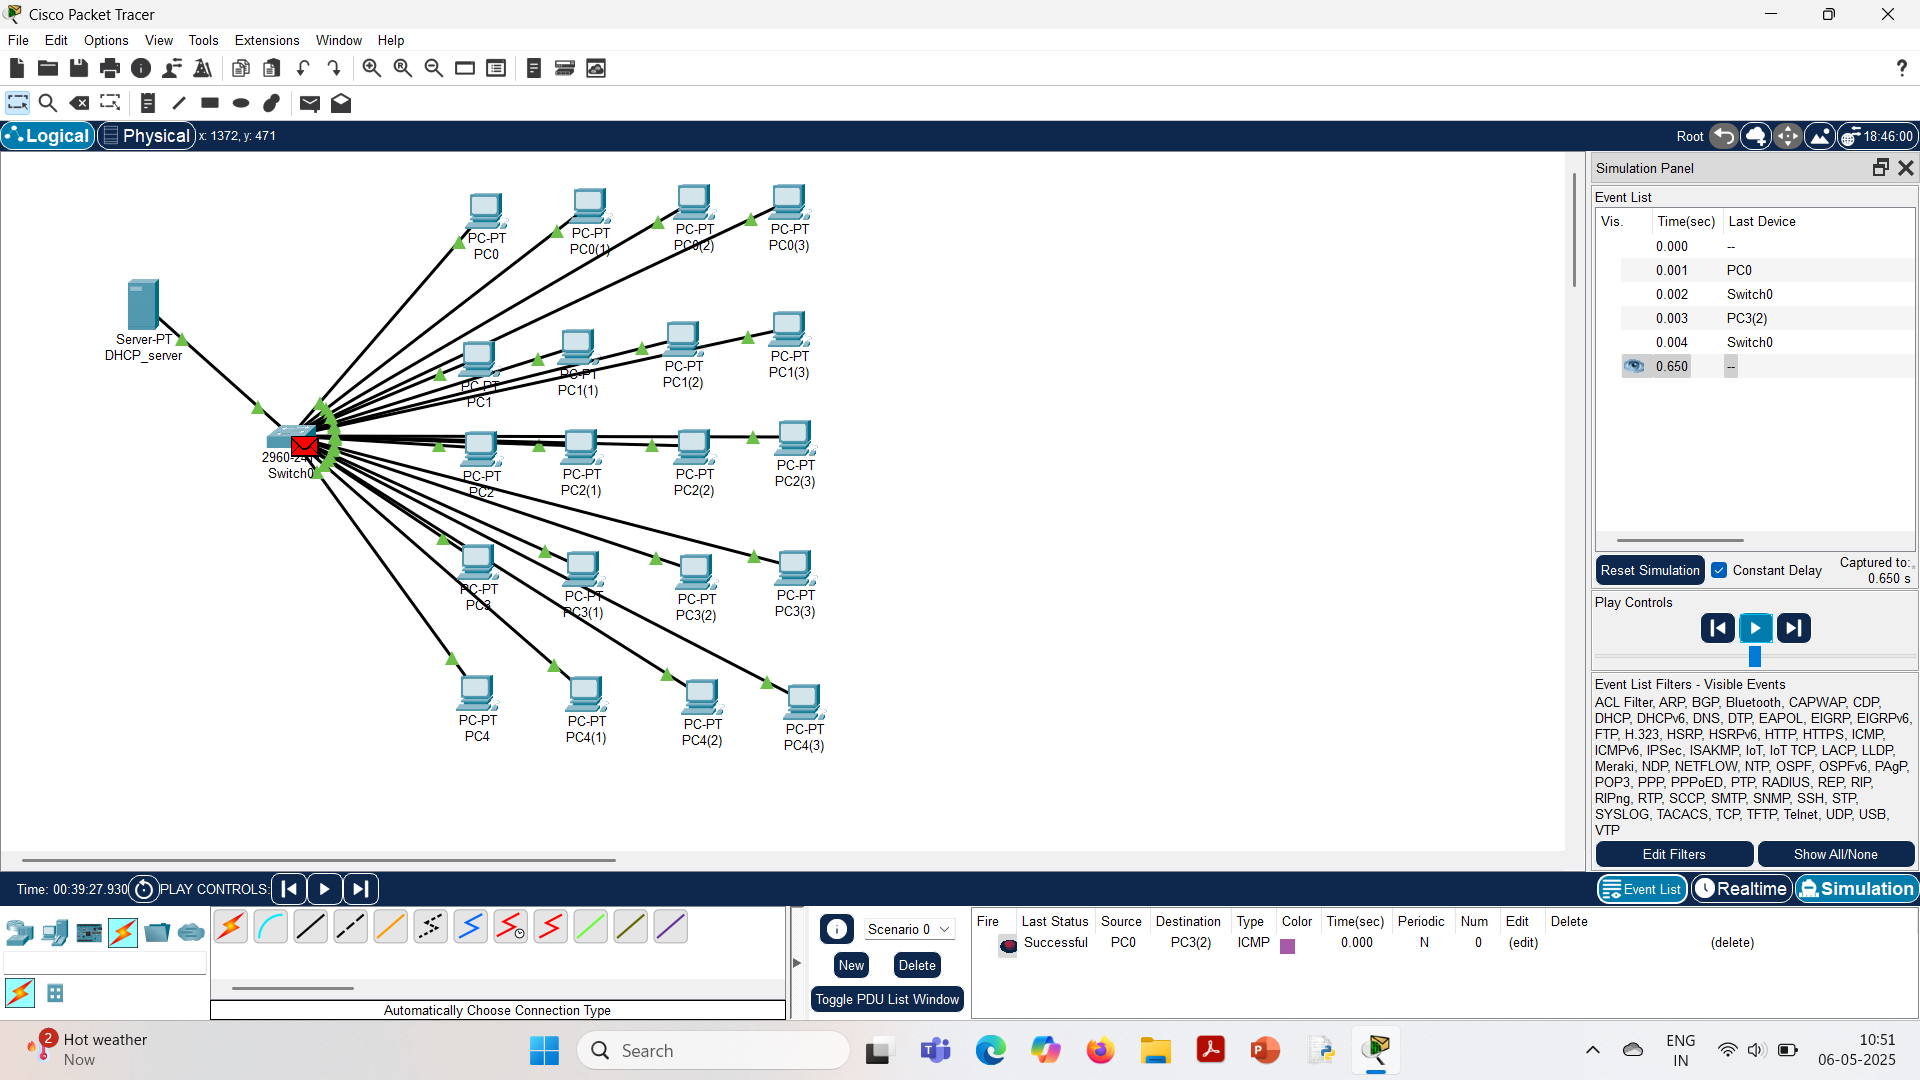 Cisco Packet Tracer
File Edit Options View Tools Extensions Window Help
?
Logical Physical x: 1372, y: 471 Root 18:46:00
PC-PT
PC0
PC-PT
PC0(1)
PC-PT
PC0(2)
PC-PT
PC0(3)
Server-PT
DHCP_server
PC-PT
PC1
PC-PT
PC1(1)
PC-PT
PC1(2)
PC-PT
PC1(3)
Switch0
PC-PT
PC2
PC-PT
PC2(1)
PC-PT
PC2(2)
PC-PT
PC2(3)
PC-PT
PC3
PC-PT
PC3(1)
PC-PT
PC3(2)
PC-PT
PC3(3)
PC-PT
PC4
PC-PT
PC4(1)
PC-PT
PC4(2)
PC-PT
PC4(3)
Simulation Panel
Event List
Vis. Time(sec) Last Device
0.000 --
0.001 PC0
0.002 Switch0
0.003 PC3(2)
0.004 Switch0
0.650 --
Reset Simulation Constant Delay Captured to:
0.650 s
Play Controls
Event List Filters - Visible Events
ACL Filter, ARP, BGP, Bluetooth, CAPWAP, CDP,
DHCP, DHCPv6, DNS, DTP, EAPOL, EIGRP, EIGRPv6,
FTP, H.323, HSRP, HSRPv6, HTTP, HTTPS, ICMP,
ICMPv6, IPSec, ISAKMP, IoT, IoT TCP, LACP, LLDP,
Meraki, NDP, NETFLOW, NTP, OSPF, OSPFv6, PAgP,
POP3, PPP, PPPoED, PTP, RADIUS, REP, RIP,
RIPng, RTP, SCCP, SMTP, SNMP, SSH, STP,
SYSLOG, TACACS, TCP, TFTP, Telnet, UDP, USB,
VTP
Edit Filters Show All/None
Time: 00:39:27.930 PLAY CONTROLS: Event List Realtime Simulation
Automatically Choose Connection Type
Scenario 0
New Delete
Toggle PDU List Window
Fire Last Status Source Destination Type Color Time(sec) Periodic Num Edit Delete
Successful PC0 PC3(2) ICMP 0.000 N 0 (edit) (delete)
2
Hot weather
Now
Search
ENG
IN
10:51
06-05-2025